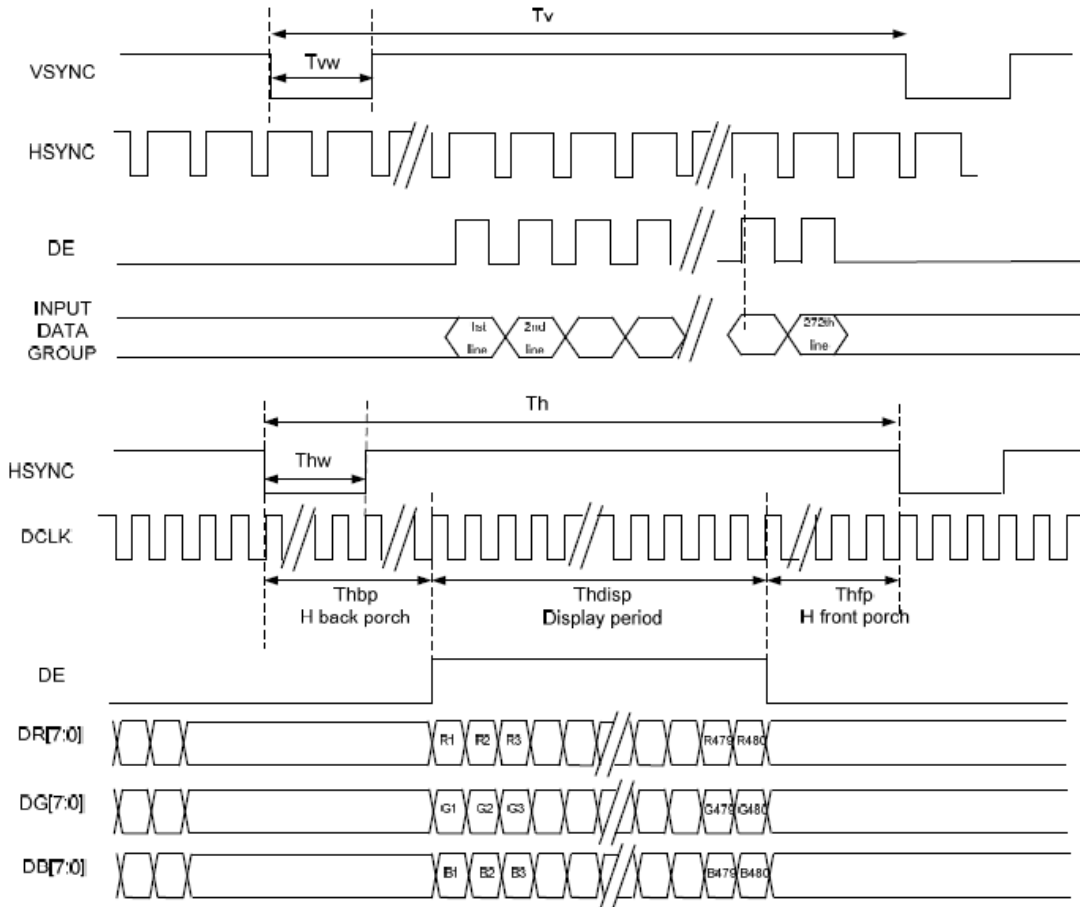 Tv
Tvw
VSYNC
HSYNC
DE
INPUT
DATA
GROUP
1st
line
2nd
line
272th
line
Th
Thw
HSYNC
DCLK
Thbp
H back porch
Thdisp
Display period
Thfp
H front porch
DE
DR[7:0]
R1 R2 R3 R479 R480
DG[7:0]
G1 G2 G3 G479 G480
DB[7:0]
B1 B2 B3 B479 B480